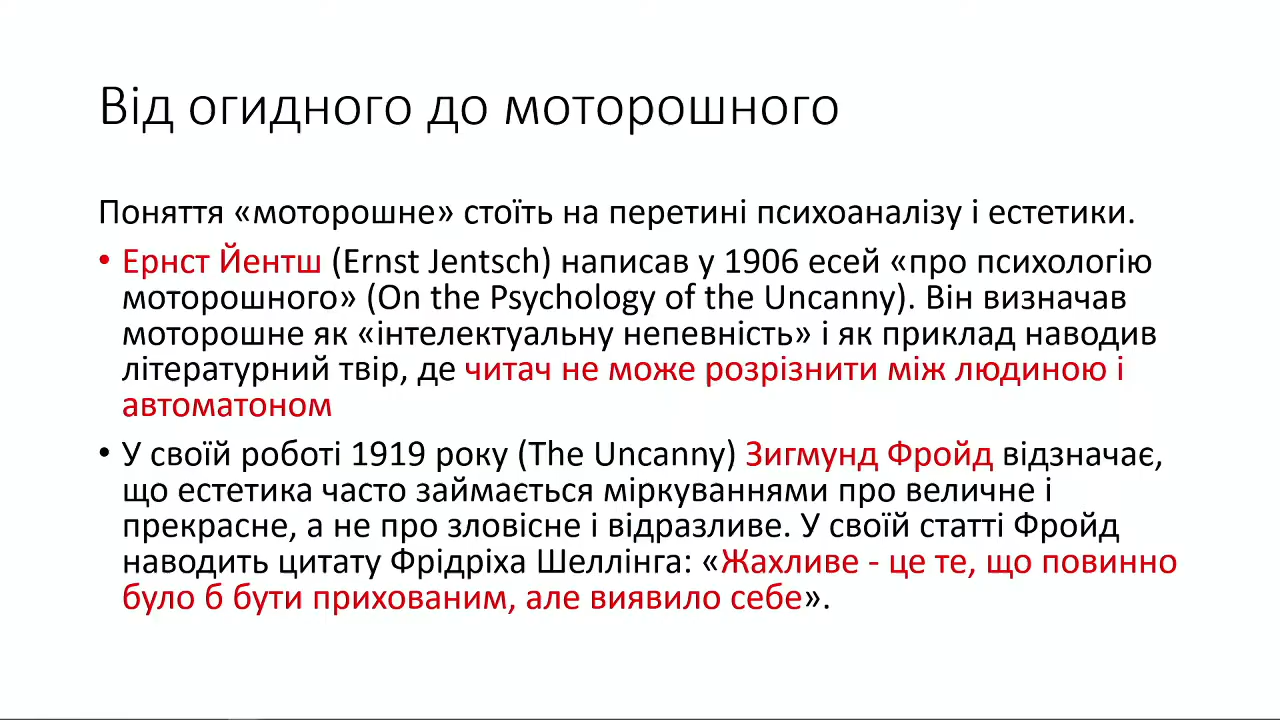 Від огидного до моторошного
Поняття «моторошне» стоїть на перетині психоаналізу і естетики.
• Ернст Йентш (Ernst Jentsch) написав у 1906 есей «про психологію
моторошного» (On the Psychology of the Uncanny). Він визначав
моторошне як «інтелектуальну непевність» і як приклад наводив
літературний твір, де читач не може розрізнити між людиною і
автоматоном
• У своїй роботі 1919 року (The Uncanny) Зигмунд Фройд відзначає,
що естетика часто займається міркуваннями про величне і
прекрасне, а не про зловісне і відразливе. У своїй статті Фройд
наводить цитату Фрідріха Шеллінга: «Жахливе - це те, що повинно
було б бути прихованим, але виявило себе».